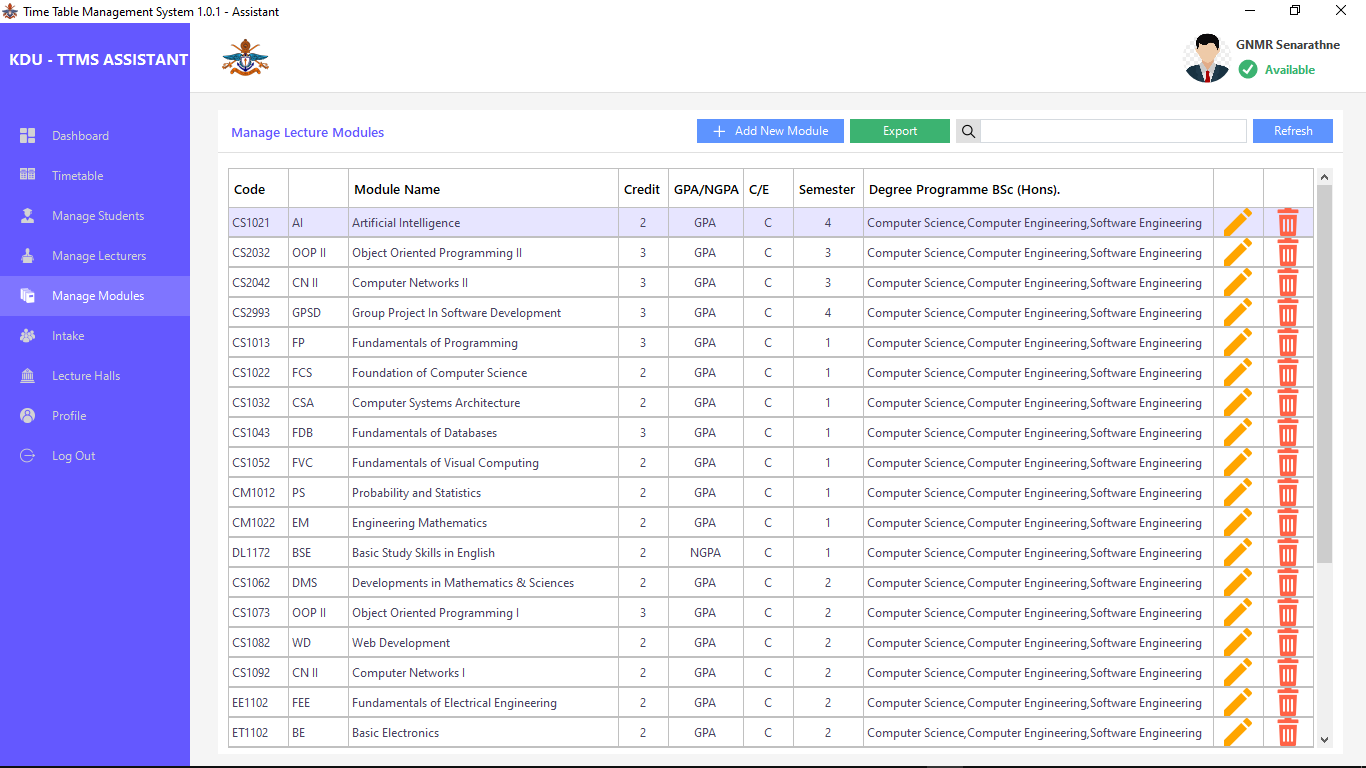 Time Table Management System 1.0.1 - Assistant
KDU - TTMS ASSISTANT
GNMR Senarathne
Available
Dashboard
Timetable
Manage Students
Manage Lecturers
Manage Modules
Intake
Lecture Halls
Profile
Log Out
Manage Lecture Modules
Add New Module
Export
Refresh
Code Module Name Credit GPA/NGPA C/E Semester Degree Programme BSc (Hons).
CS1021 AI Artificial Intelligence 2 GPA C 4 Computer Science,Computer Engineering,Software Engineering
CS2032 OOP II Object Oriented Programming II 3 GPA C 3 Computer Science,Computer Engineering,Software Engineering
CS2042 CN II Computer Networks II 3 GPA C 3 Computer Science,Computer Engineering,Software Engineering
CS2993 GPSD Group Project In Software Development 3 GPA C 4 Computer Science,Computer Engineering,Software Engineering
CS1013 FP Fundamentals of Programming 3 GPA C 1 Computer Science,Computer Engineering,Software Engineering
CS1022 FCS Foundation of Computer Science 2 GPA C 1 Computer Science,Computer Engineering,Software Engineering
CS1032 CSA Computer Systems Architecture 2 GPA C 1 Computer Science,Computer Engineering,Software Engineering
CS1043 FDB Fundamentals of Databases 3 GPA C 1 Computer Science,Computer Engineering,Software Engineering
CS1052 FVC Fundamentals of Visual Computing 2 GPA C 1 Computer Science,Computer Engineering,Software Engineering
CM1012 PS Probability and Statistics 2 GPA C 1 Computer Science,Computer Engineering,Software Engineering
CM1022 EM Engineering Mathematics 2 GPA C 1 Computer Science,Computer Engineering,Software Engineering
DL1172 BSE Basic Study Skills in English 2 NGPA C 1 Computer Science,Computer Engineering,Software Engineering
CS1062 DMS Developments in Mathematics & Sciences 2 GPA C 2 Computer Science,Computer Engineering,Software Engineering
CS1073 OOP II Object Oriented Programming I 3 GPA C 2 Computer Science,Computer Engineering,Software Engineering
CS1082 WD Web Development 2 GPA C 2 Computer Science,Computer Engineering,Software Engineering
CS1092 CN II Computer Networks I 2 GPA C 2 Computer Science,Computer Engineering,Software Engineering
EE1102 FEE Fundamentals of Electrical Engineering 2 GPA C 2 Computer Science,Computer Engineering,Software Engineering
ET1102 BE Basic Electronics 2 GPA C 2 Computer Science,Computer Engineering,Software Engineering